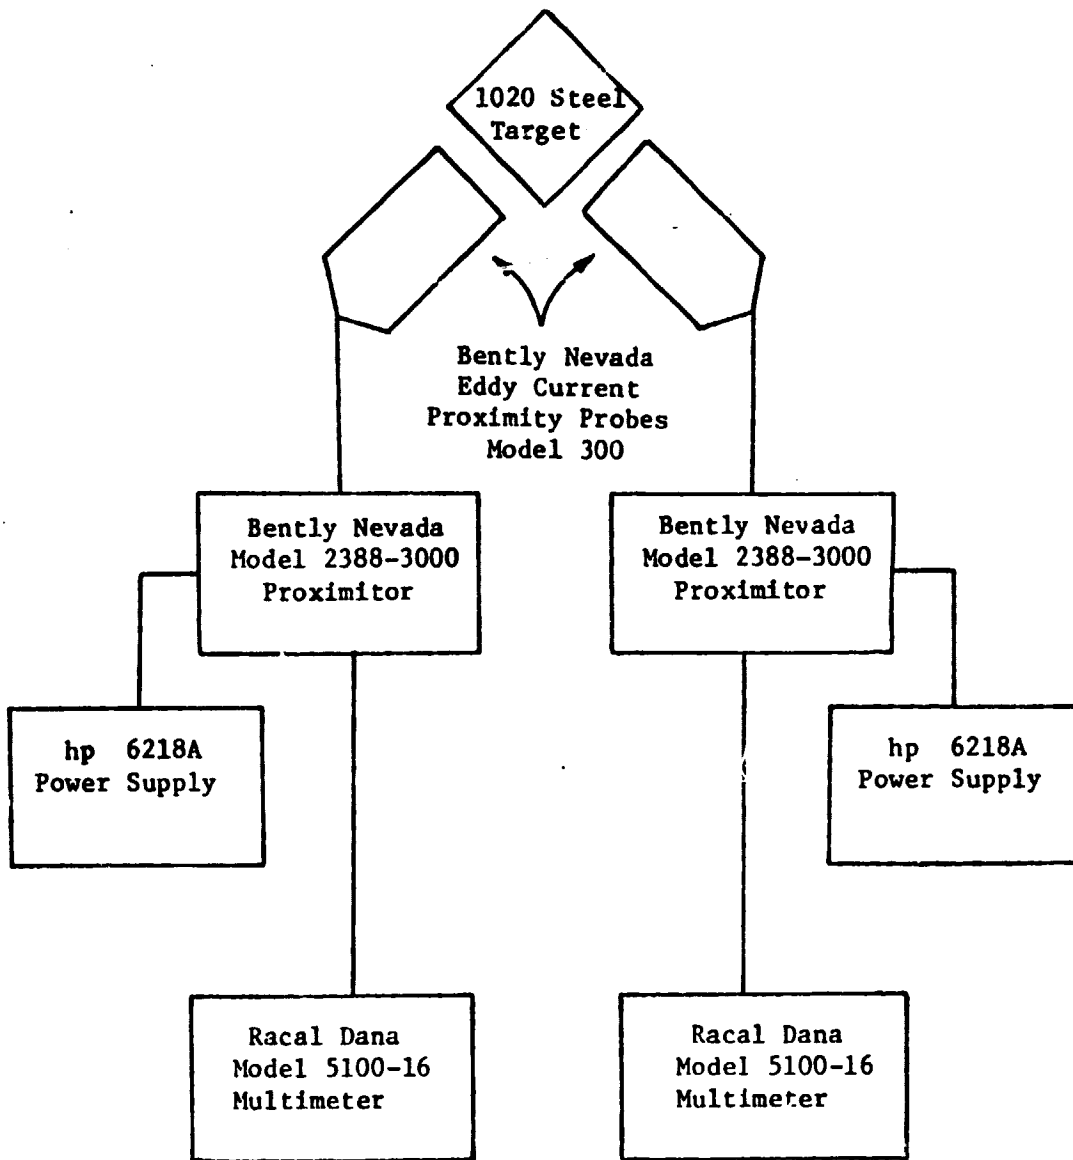 1020 Steel
Target
Bently Nevada
Eddy Current
Proximity Probes
Model 300
Bently Nevada
Model 2388-3000
Proximitor
Bently Nevada
Model 2388-3000
Proximitor
hp 6218A
Power Supply
hp 6218A
Power Supply
Racal Dana
Model 5100-16
Multimeter
Racal Dana
Model 5100-16
Multimeter